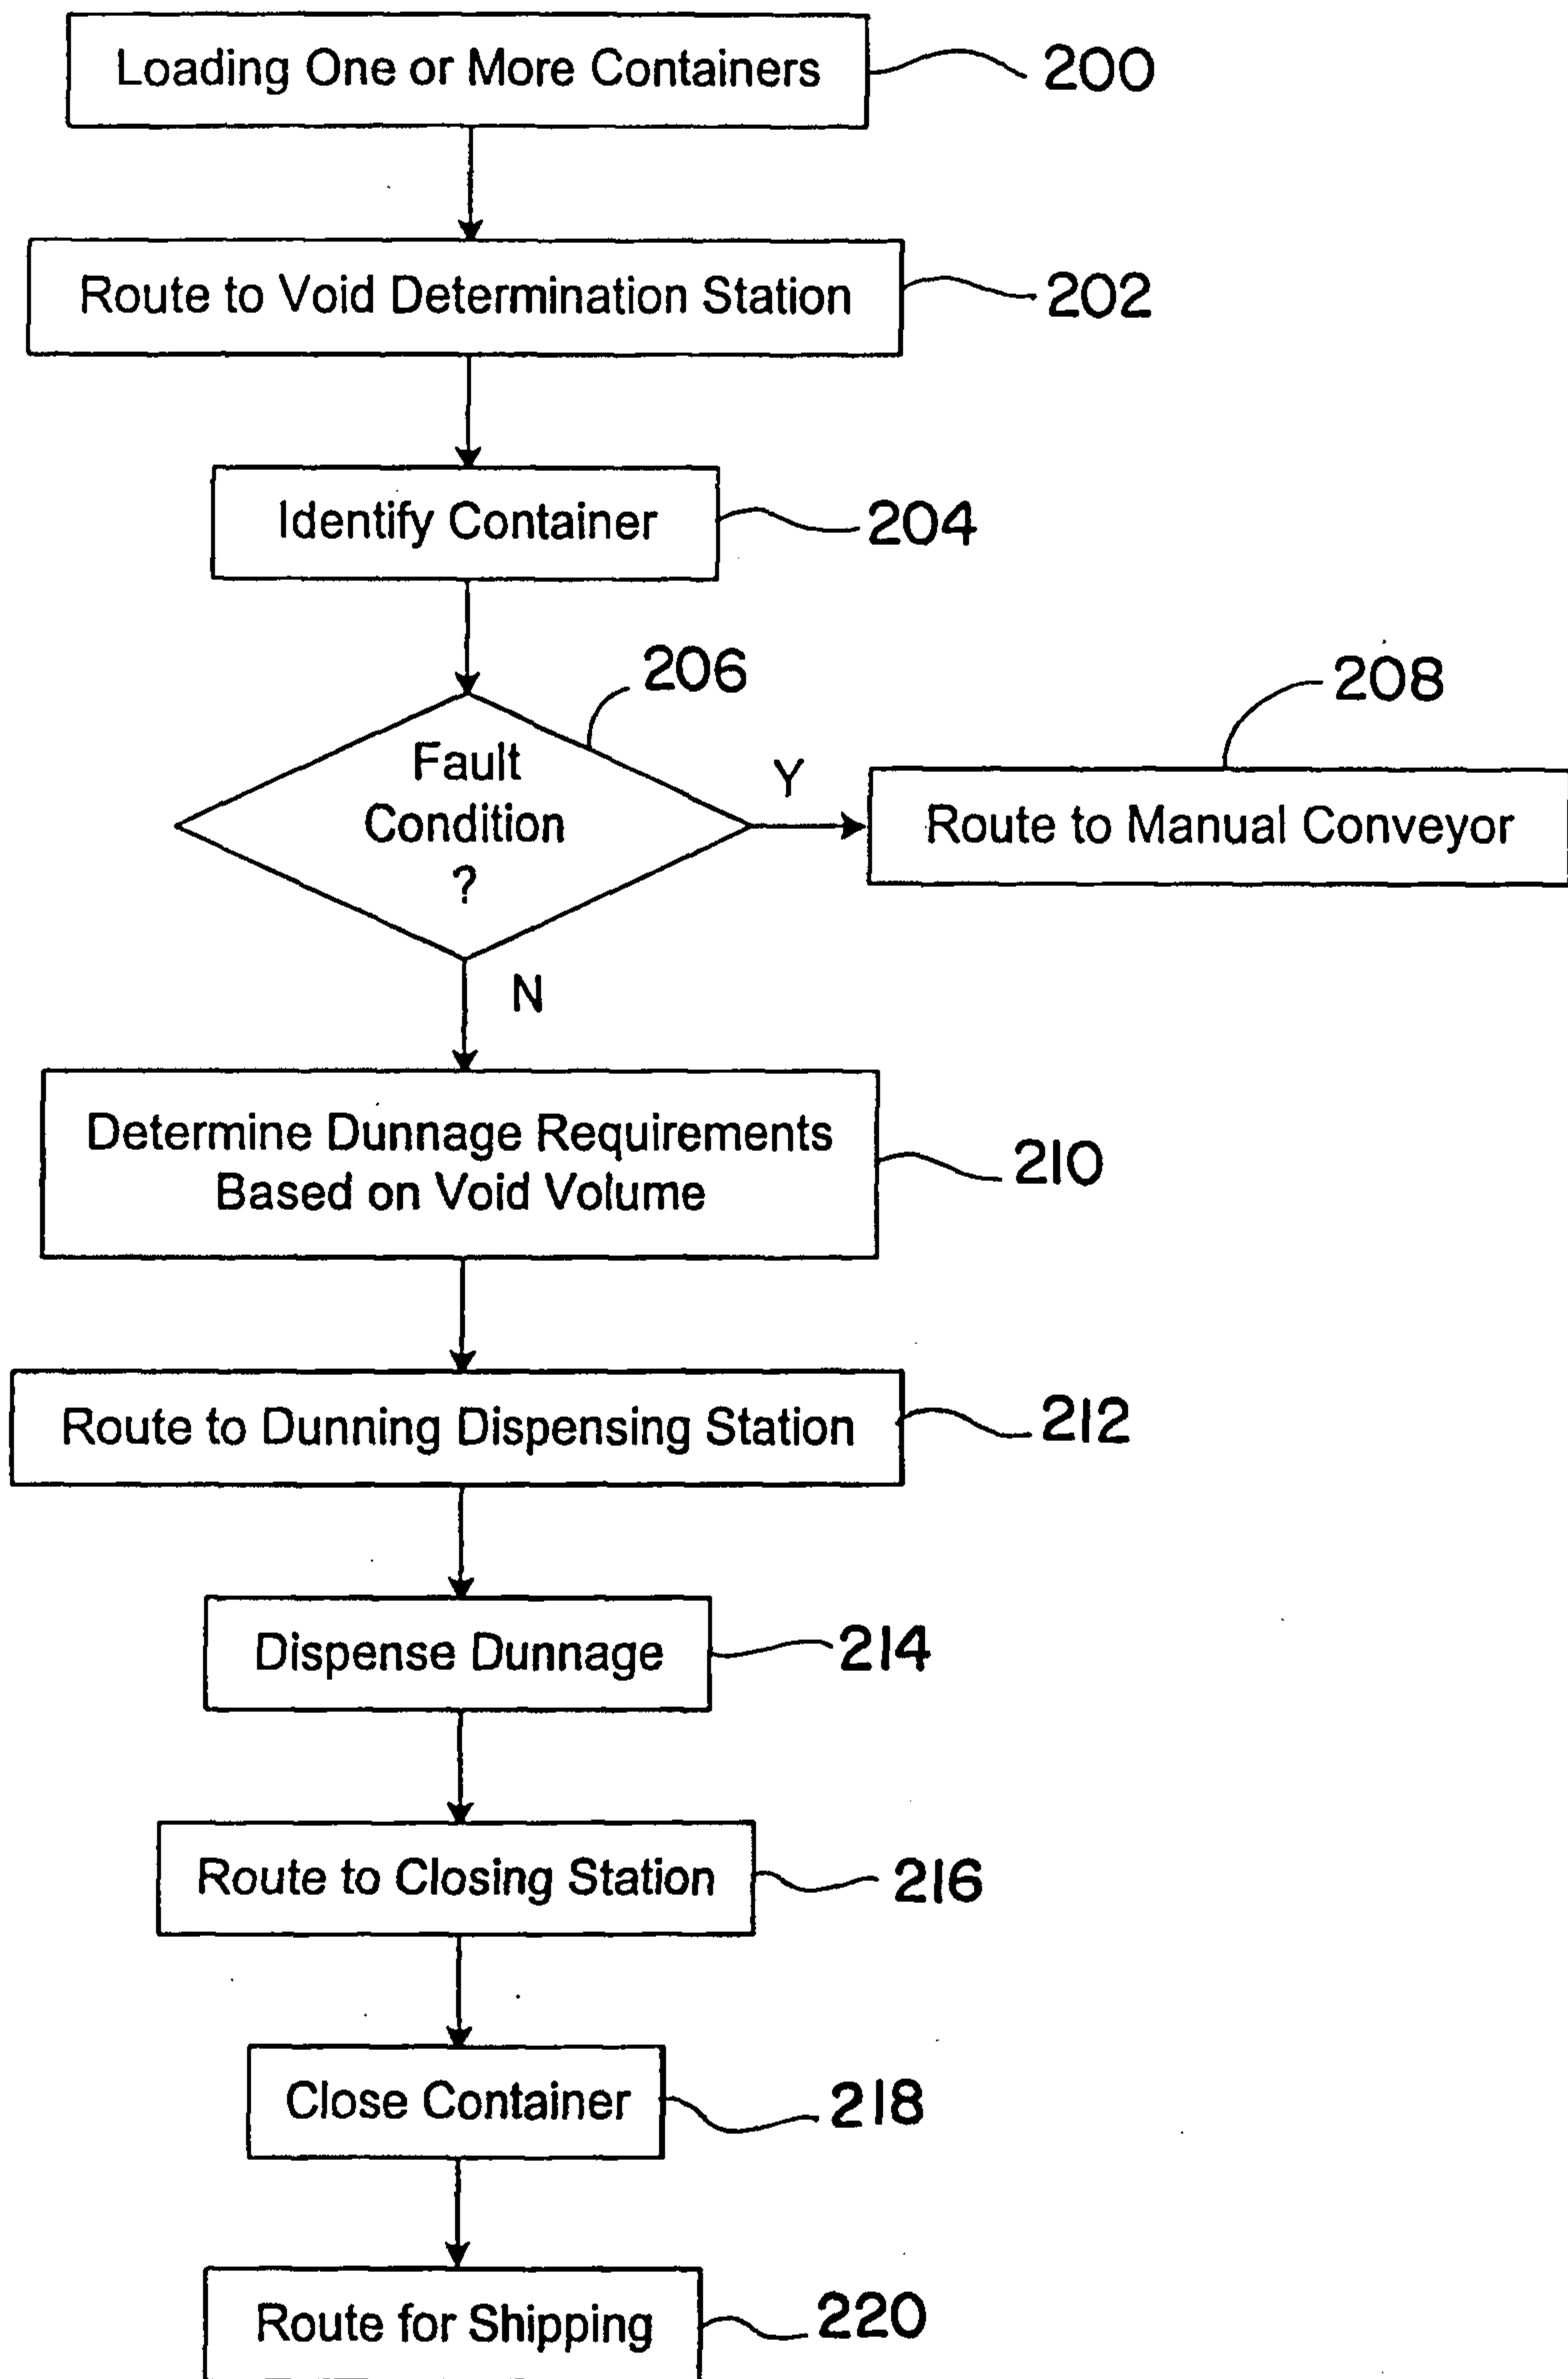 Loading One or More Containers
200
Route to Void Determination Station
202
Identify Container
204
206
Fault
Condition
?
Y
208
Route to Manual Conveyor
N
Determine Dunnage Requirements
Based on Void Volume
210
Route to Dunning Dispensing Station
212
Dispense Dunnage
214
Route to Closing Station
216
Close Container
218
Route for Shipping
220